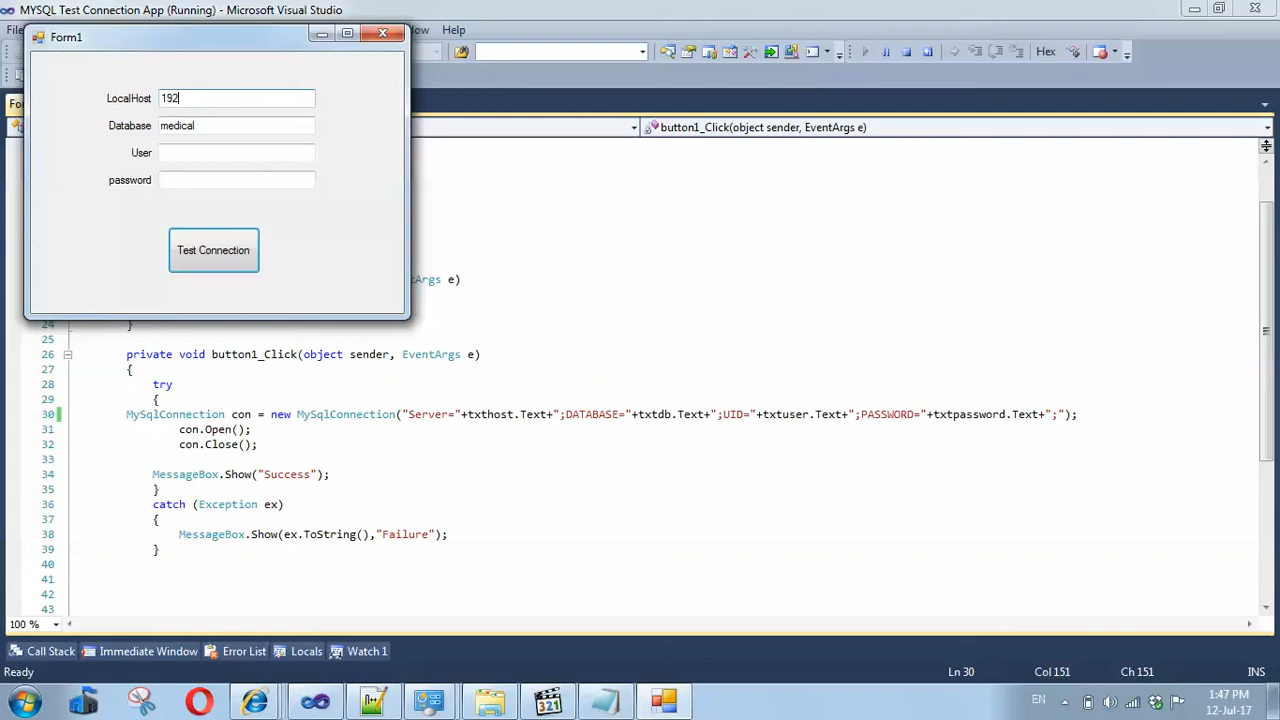 MYSQL Test Connection App (Running) - Microsoft Visual Studio
Form1
Help
Hex
LocalHost 192
Database medical
User
password
Test Connection
button1_Click(object sender, EventArgs e)
e)
24 }
25
26 private void button1_Click(object sender, EventArgs e)
27 {
28 try
29 {
30 MySqlConnection con = new MySqlConnection("Server="+txthost.Text+";DATABASE="+txtdb.Text+";UID="+txtuser.Text+";PASSWORD="+txtpassword.Text+";");
31 con.Open();
32 con.Close();
34 MessageBox.Show("Success");
35 }
36 catch (Exception ex)
37 {
38 MessageBox.Show(ex.ToString(),"Failure");
39 }
40
41
42
43
100 %
Call Stack Immediate Window Error List Locals Watch 1
Ready Ln 30 Col 151 Ch 151 INS
321
EN 1:47 PM
12-Jul-17